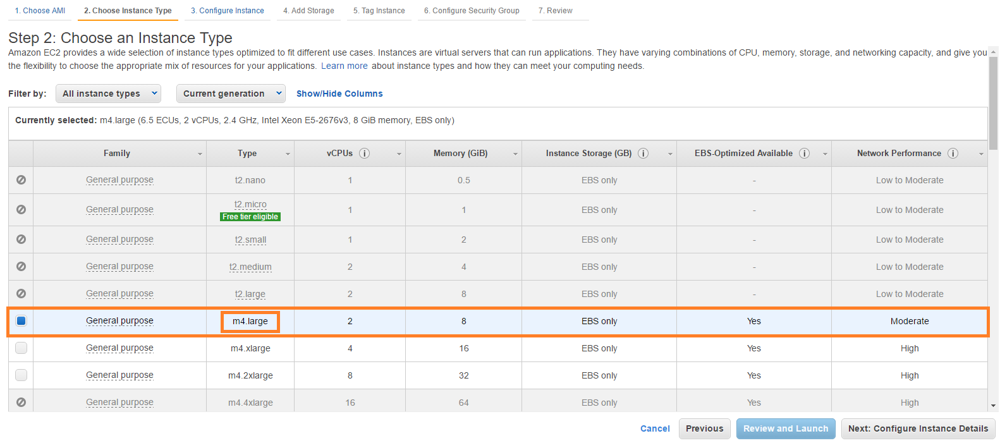 1. Choose AMI 2. Choose Instance Type 3. Configure Instance 4. Add Storage 5. Tag Instance 6. Configure Security Group 7. Review
Step 2: Choose an Instance Type
Amazon EC2 provides a wide selection of instance types optimized to fit different use cases. Instances are virtual servers that can run applications. They have varying combinations of CPU, memory, storage, and networking capacity, and give you
the flexibility to choose the appropriate mix of resources for your applications. Learn more about instance types and how they can meet your computing needs.
Filter by: All instance types Current generation Show/Hide Columns
Currently selected: m4.large (6.5 ECUs, 2 vCPUs, 2.4 GHz, Intel Xeon E5-2676v3, 8 GiB memory, EBS only)
Family Type vCPUs i Memory (GiB) Instance Storage (GB) i EBS-Optimized Available i Network Performance i
General purpose t2.nano 1 0.5 EBS only - Low to Moderate
General purpose t2.micro 1 1 EBS only - Low to Moderate
Free tier eligible
General purpose t2.small 1 2 EBS only - Low to Moderate
General purpose t2.medium 2 4 EBS only - Low to Moderate
General purpose t2.large 2 8 EBS only - Low to Moderate
General purpose m4.large 2 8 EBS only Yes Moderate
General purpose m4.xlarge 4 16 EBS only Yes High
General purpose m4.2xlarge 8 32 EBS only Yes High
General purpose m4.4xlarge 16 64 EBS only Yes High
Cancel Previous Review and Launch Next: Configure Instance Details